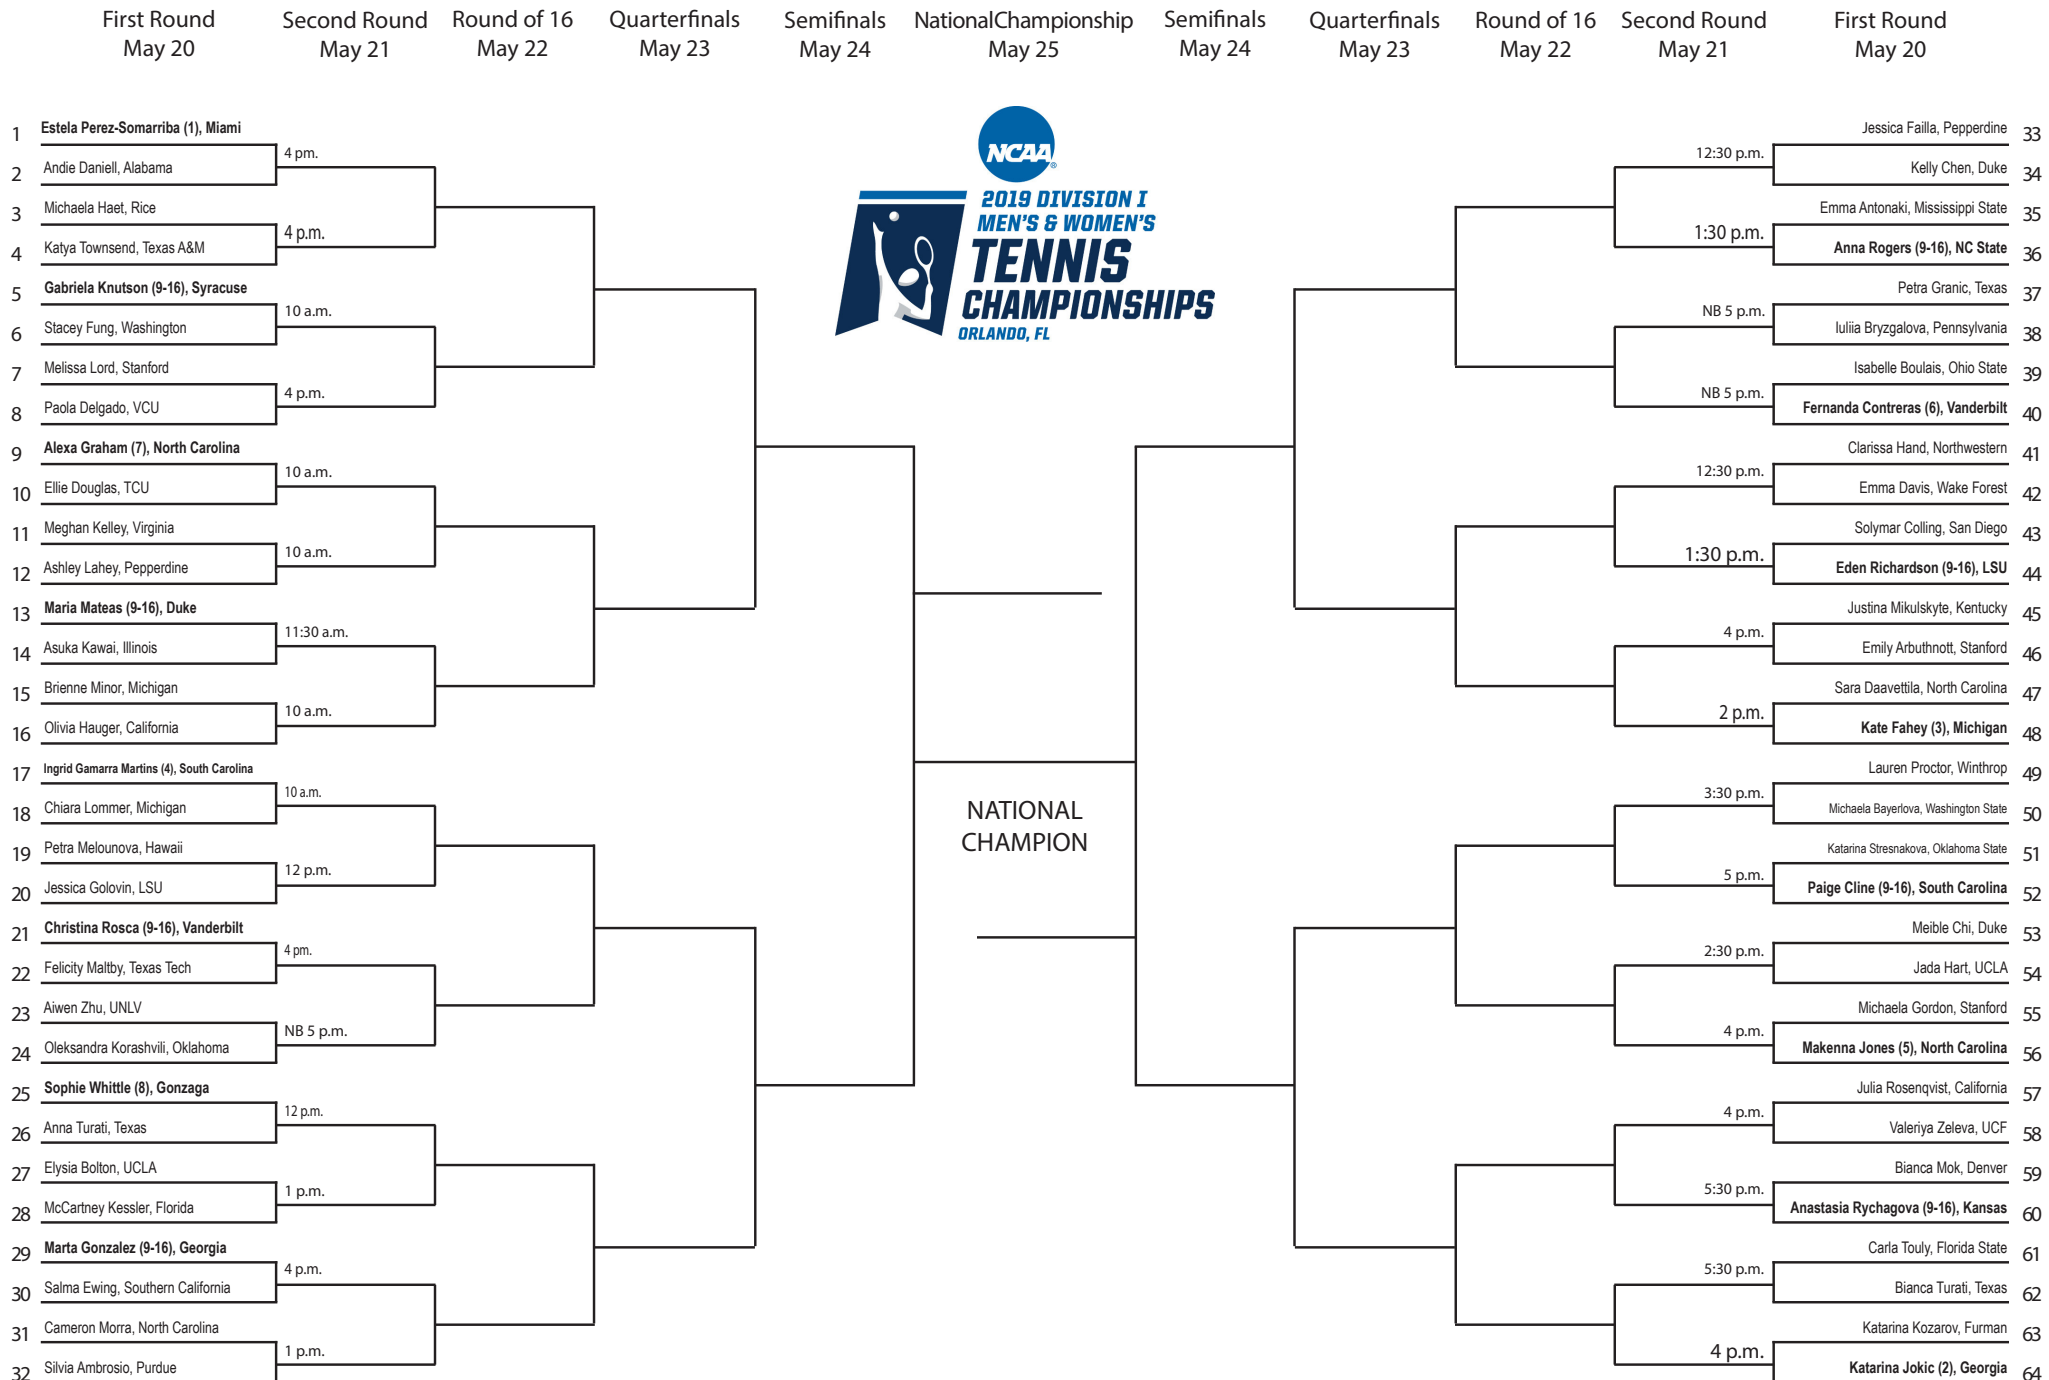 First Round
May 20
Second Round
May 21
Round of 16
May 22
Quarterfinals
May 23
Semifinals
May 24
NationalChampionship
May 25
Semifinals
May 24
Quarterfinals
May 23
Round of 16
May 22
Second Round
May 21
First Round
May 20
NCAA®
2019 DIVISION I
MEN'S & WOMEN'S
TENNIS
CHAMPIONSHIPS
ORLANDO, FL
1 Estela Perez-Somarriba (1), Miami
4 pm.
2 Andie Daniell, Alabama
3 Michaela Haet, Rice
4 p.m.
4 Katya Townsend, Texas A&M
5 Gabriela Knutson (9-16), Syracuse
10 a.m.
6 Stacey Fung, Washington
7 Melissa Lord, Stanford
4 p.m.
8 Paola Delgado, VCU
9 Alexa Graham (7), North Carolina
10 a.m.
10 Ellie Douglas, TCU
11 Meghan Kelley, Virginia
10 a.m.
12 Ashley Lahey, Pepperdine
13 Maria Mateas (9-16), Duke
11:30 a.m.
14 Asuka Kawai, Illinois
15 Brienne Minor, Michigan
10 a.m.
16 Olivia Hauger, California
17 Ingrid Gamarra Martins (4), South Carolina
10 a.m.
18 Chiara Lommer, Michigan
19 Petra Melounova, Hawaii
12 p.m.
20 Jessica Golovin, LSU
21 Christina Rosca (9-16), Vanderbilt
4 pm.
22 Felicity Maltby, Texas Tech
23 Aiwen Zhu, UNLV
NB 5 p.m.
24 Oleksandra Korashvili, Oklahoma
25 Sophie Whittle (8), Gonzaga
12 p.m.
26 Anna Turati, Texas
27 Elysia Bolton, UCLA
1 p.m.
28 McCartney Kessler, Florida
29 Marta Gonzalez (9-16), Georgia
4 p.m.
30 Salma Ewing, Southern California
31 Cameron Morra, North Carolina
1 p.m.
32 Silvia Ambrosio, Purdue
NATIONAL
CHAMPION
Jessica Failla, Pepperdine 33
12:30 p.m.
Kelly Chen, Duke 34
Emma Antonaki, Mississippi State 35
1:30 p.m.
Anna Rogers (9-16), NC State 36
Petra Granic, Texas 37
NB 5 p.m.
Iuliia Bryzgalova, Pennsylvania 38
Isabelle Boulais, Ohio State 39
NB 5 p.m.
Fernanda Contreras (6), Vanderbilt 40
Clarissa Hand, Northwestern 41
12:30 p.m.
Emma Davis, Wake Forest 42
Solymar Colling, San Diego 43
1:30 p.m.
Eden Richardson (9-16), LSU 44
Justina Mikulskyte, Kentucky 45
4 p.m.
Emily Arbuthnott, Stanford 46
Sara Daavettila, North Carolina 47
2 p.m.
Kate Fahey (3), Michigan 48
Lauren Proctor, Winthrop 49
3:30 p.m.
Michaela Bayerlova, Washington State 50
Katarina Stresnakova, Oklahoma State 51
5 p.m.
Paige Cline (9-16), South Carolina 52
Meible Chi, Duke 53
2:30 p.m.
Jada Hart, UCLA 54
Michaela Gordon, Stanford 55
4 p.m.
Makenna Jones (5), North Carolina 56
Julia Rosenqvist, California 57
4 p.m.
Valeriya Zeleva, UCF 58
Bianca Mok, Denver 59
5:30 p.m.
Anastasia Rychagova (9-16), Kansas 60
Carla Touly, Florida State 61
5:30 p.m.
Bianca Turati, Texas 62
Katarina Kozarov, Furman 63
4 p.m.
Katarina Jokic (2), Georgia 64